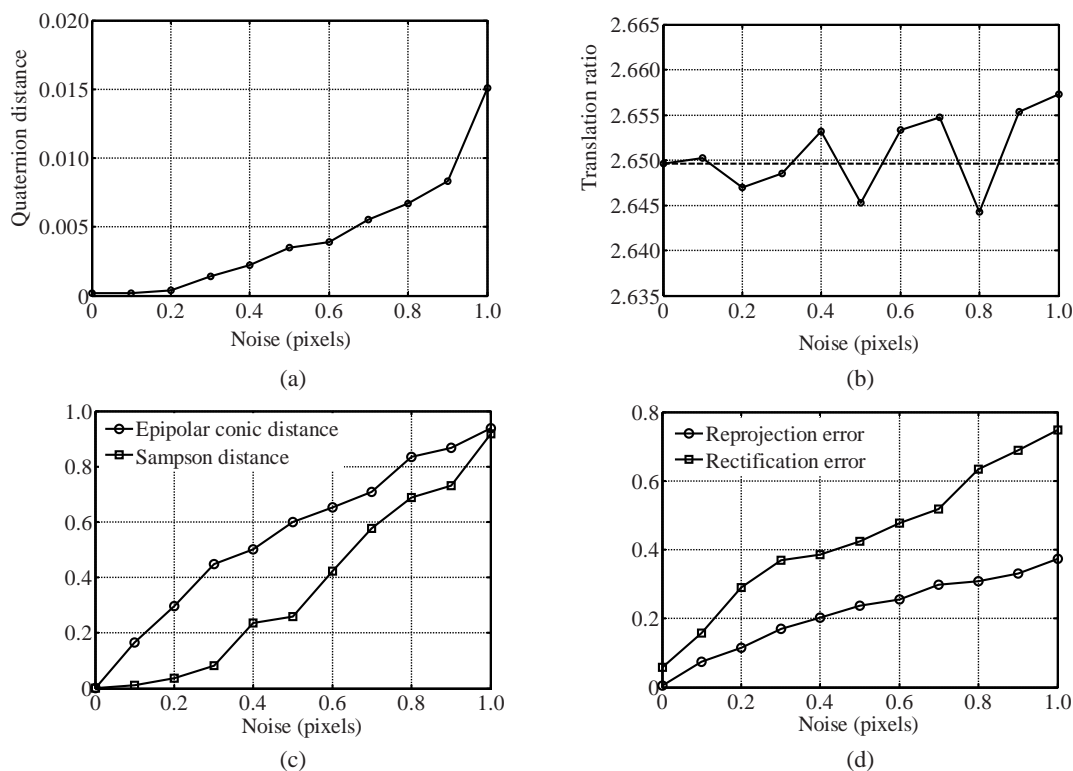 0.020
0.015
0.010
0.005
0
Quaternion distance
0 0.2 0.4 0.6 0.8 1.0
Noise (pixels)
(a)
2.665
2.660
2.655
2.650
2.645
2.640
2.635
Translation ratio
0 0.2 0.4 0.6 0.8 1.0
Noise (pixels)
(b)
1.0
0.8
0.6
0.4
0.2
0
Epipolar conic distance
Sampson distance
0 0.2 0.4 0.6 0.8 1.0
Noise (pixels)
(c)
0.8
0.6
0.4
0.2
0
Reprojection error
Rectification error
0 0.2 0.4 0.6 0.8 1.0
Noise (pixels)
(d)